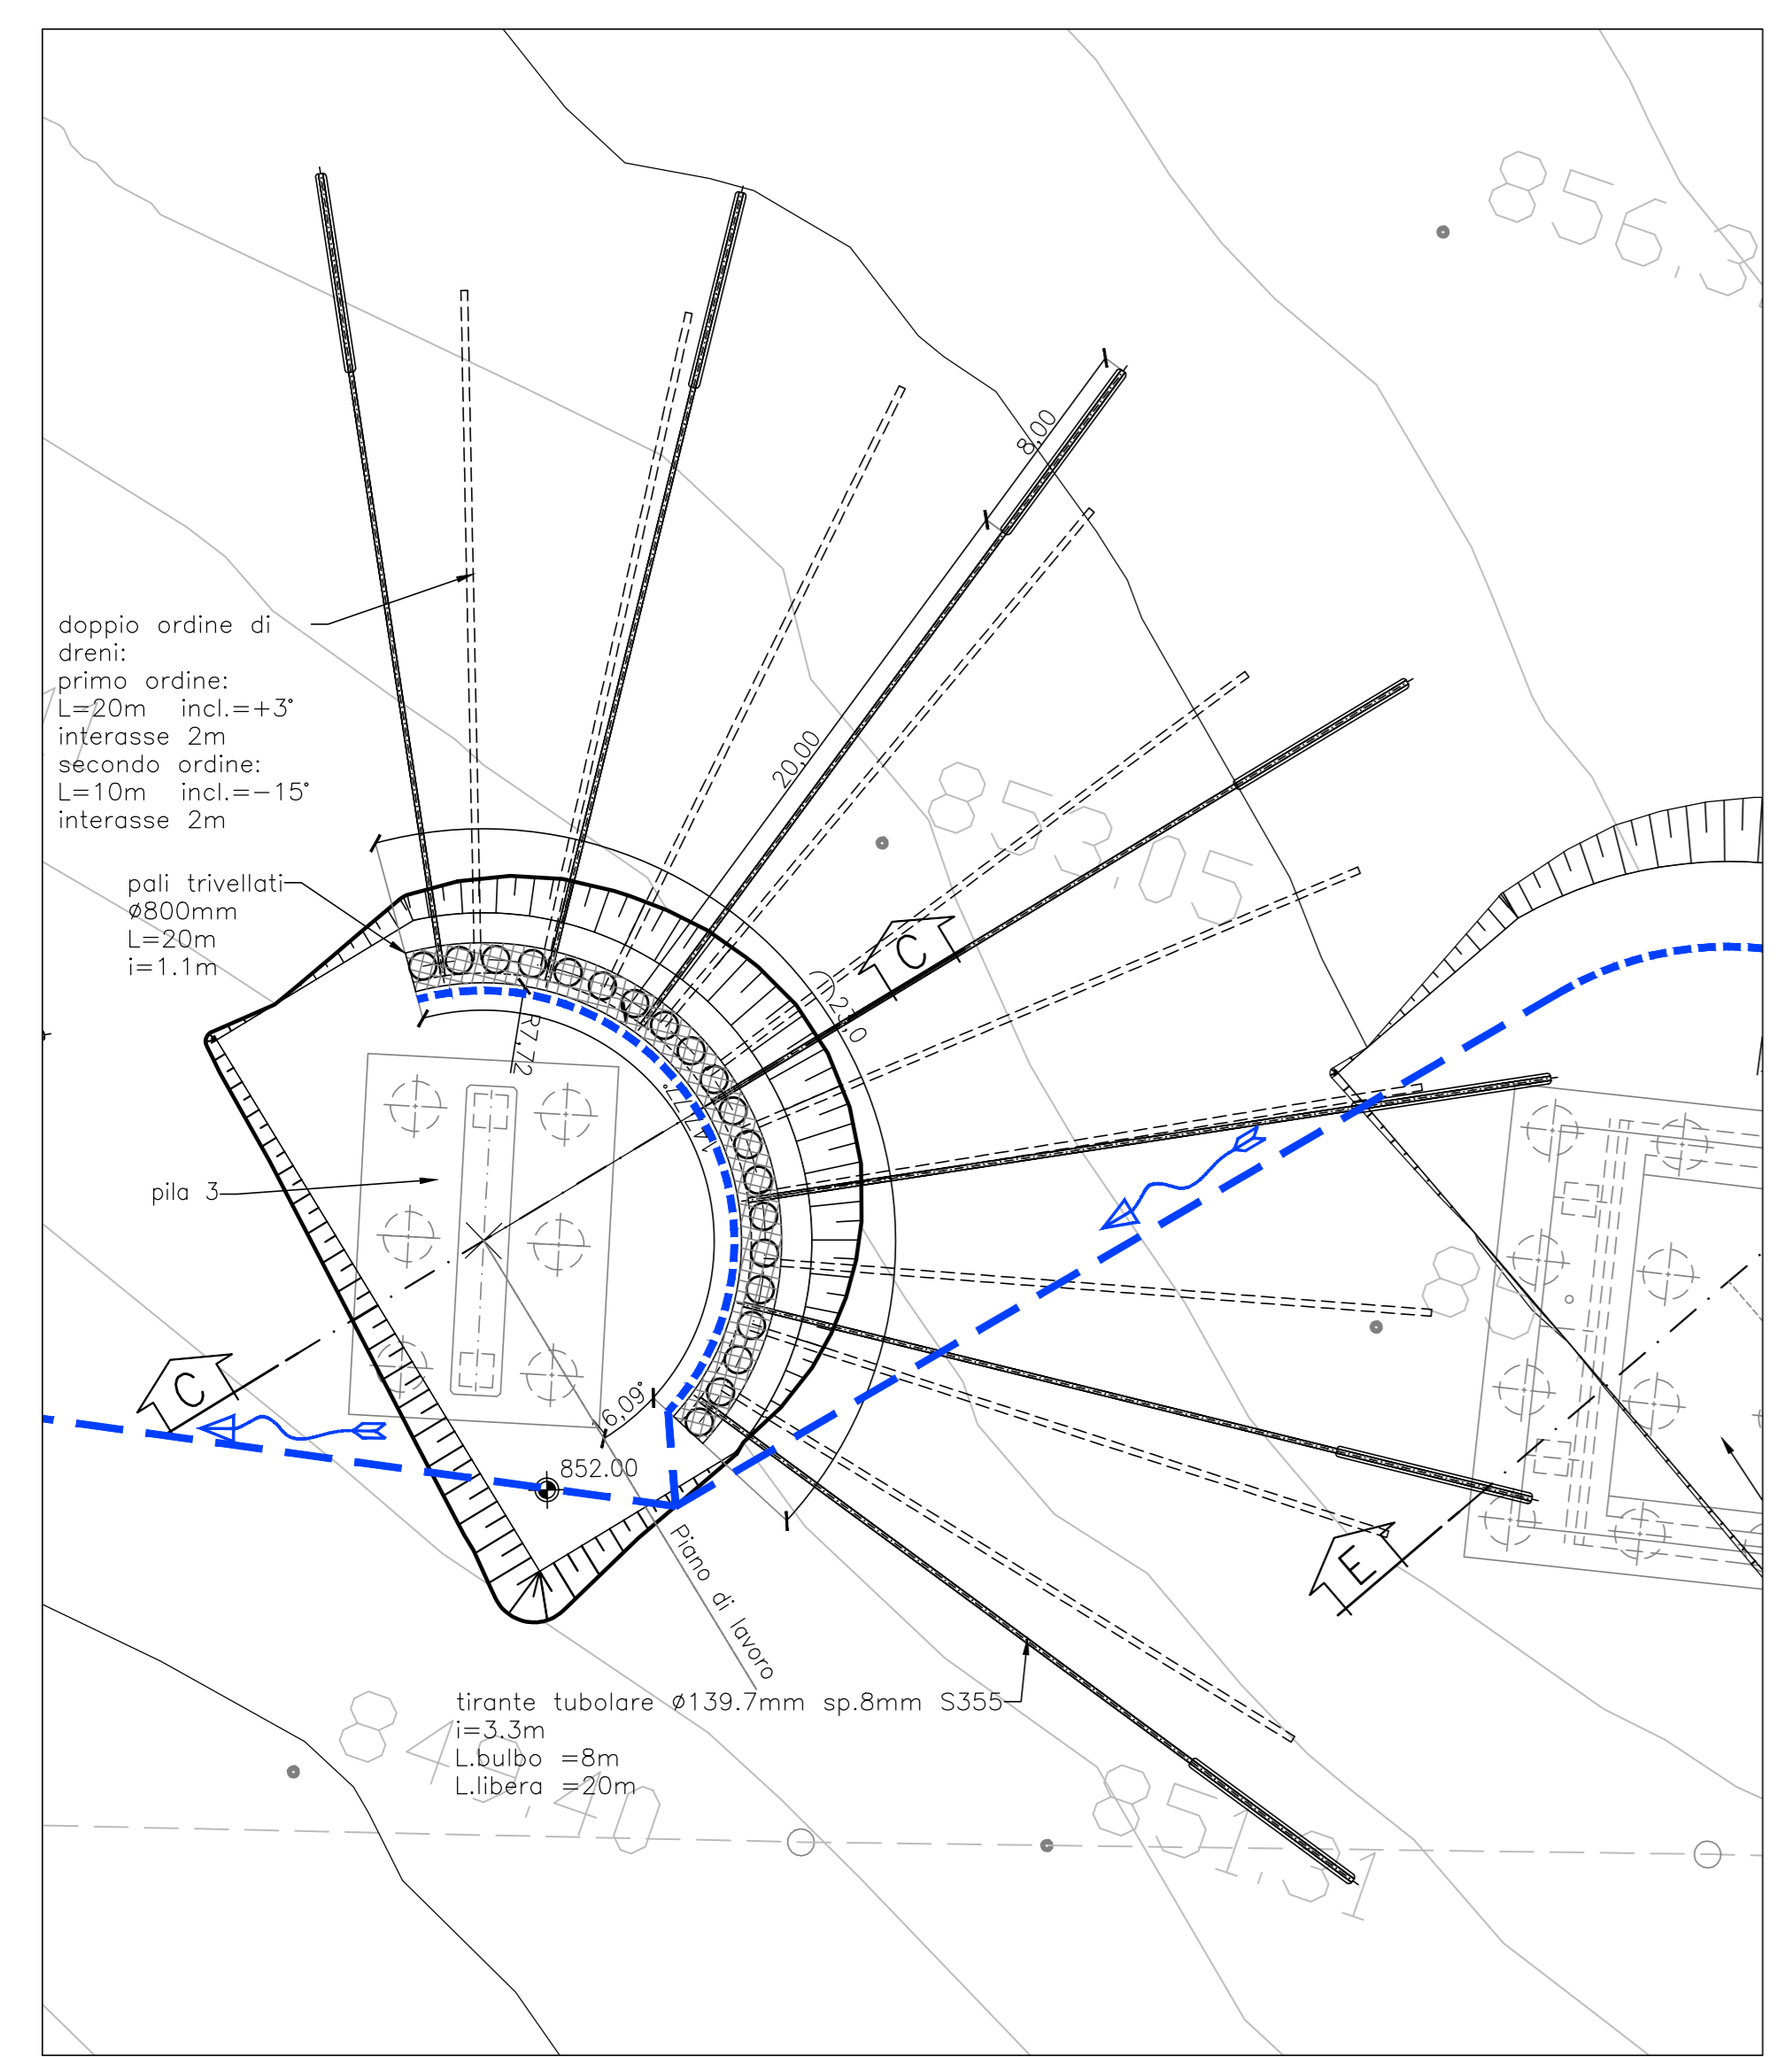 856,3
8,00
doppio ordine di
dreni:
primo ordine:
L=20m incl.=+3°
interasse 2m
secondo ordine:
L=10m incl.=−15°
interasse 2m
20,00
853,05
pali trivellati
ø800mm
L=20m
i=1.1m
C
23,0
R7,72
pila 3
C
16,09°
852.00
E
Piano di lavoro
tirante tubolare ø139.7mm sp.8mm S355
i=3.3m
L.bulbo =8m
L.libera =20m
849,40
851,31